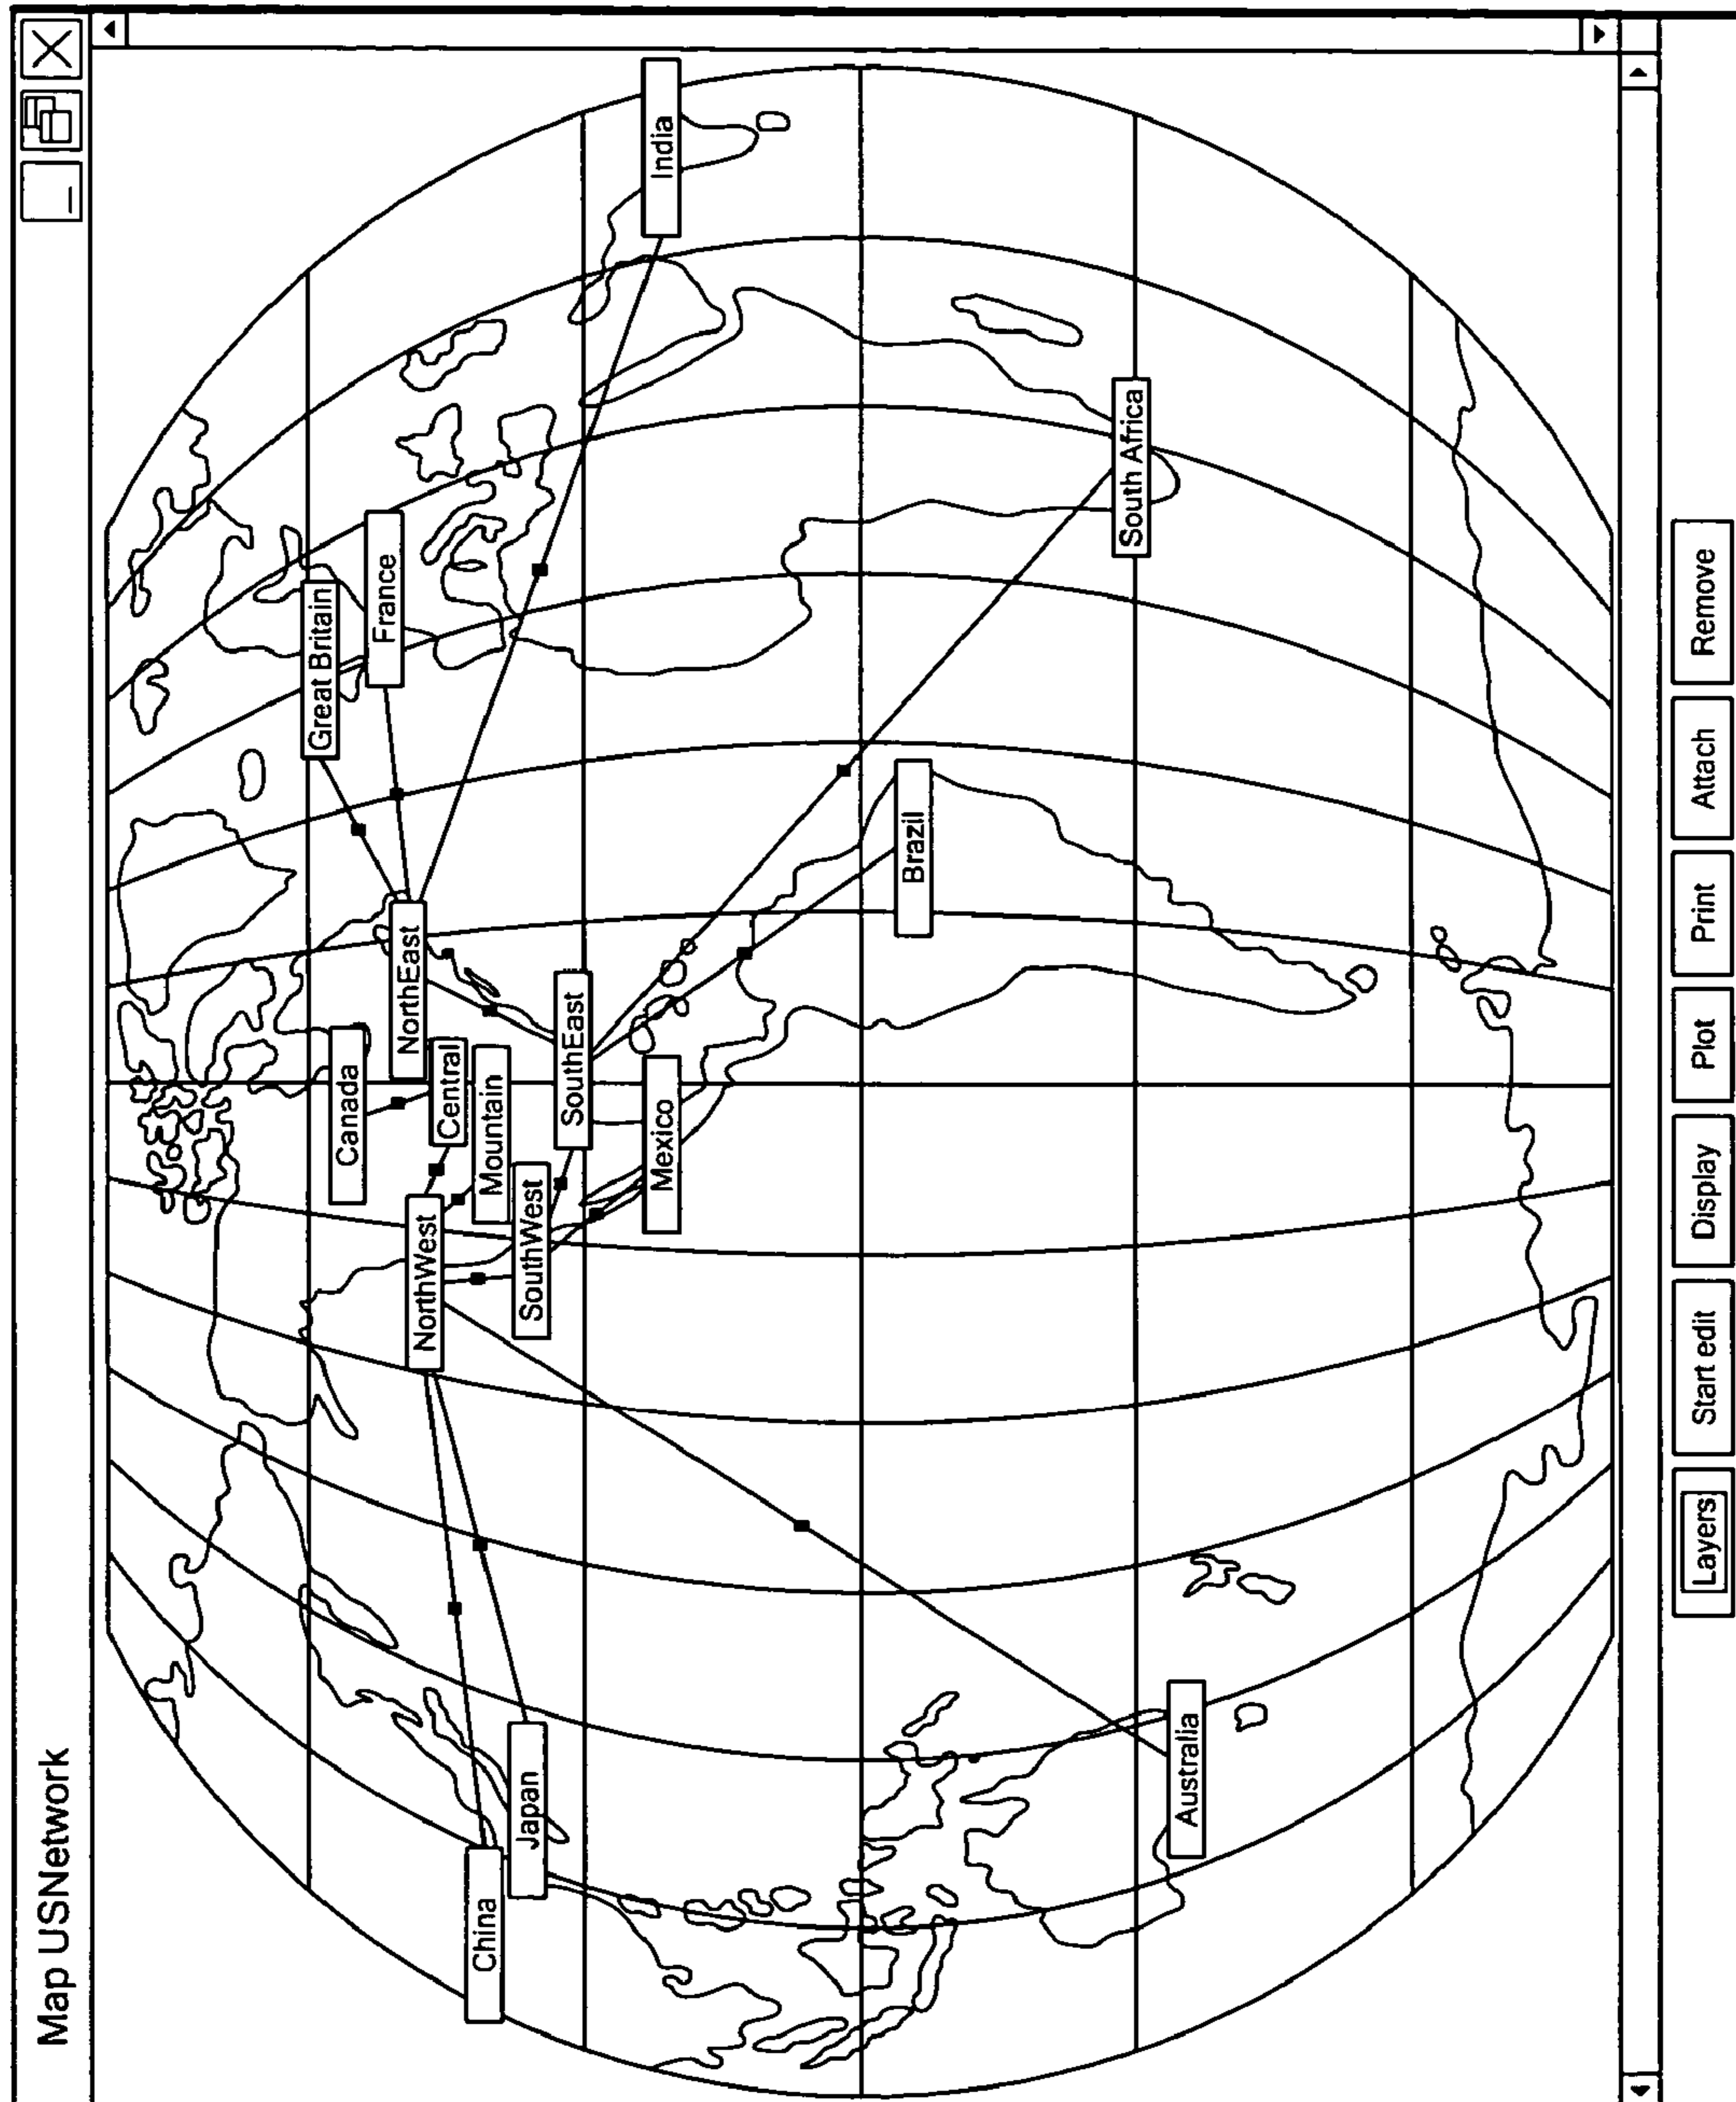 Map USNetwork
Great Britain
Canada
France
NorthEast
NorthWest
Central
China
Mountain
Japan
SouthWest
SouthEast
Mexico
India
Brazil
South Africa
Australia
Layers
Start edit
Display
Plot
Print
Attach
Remove